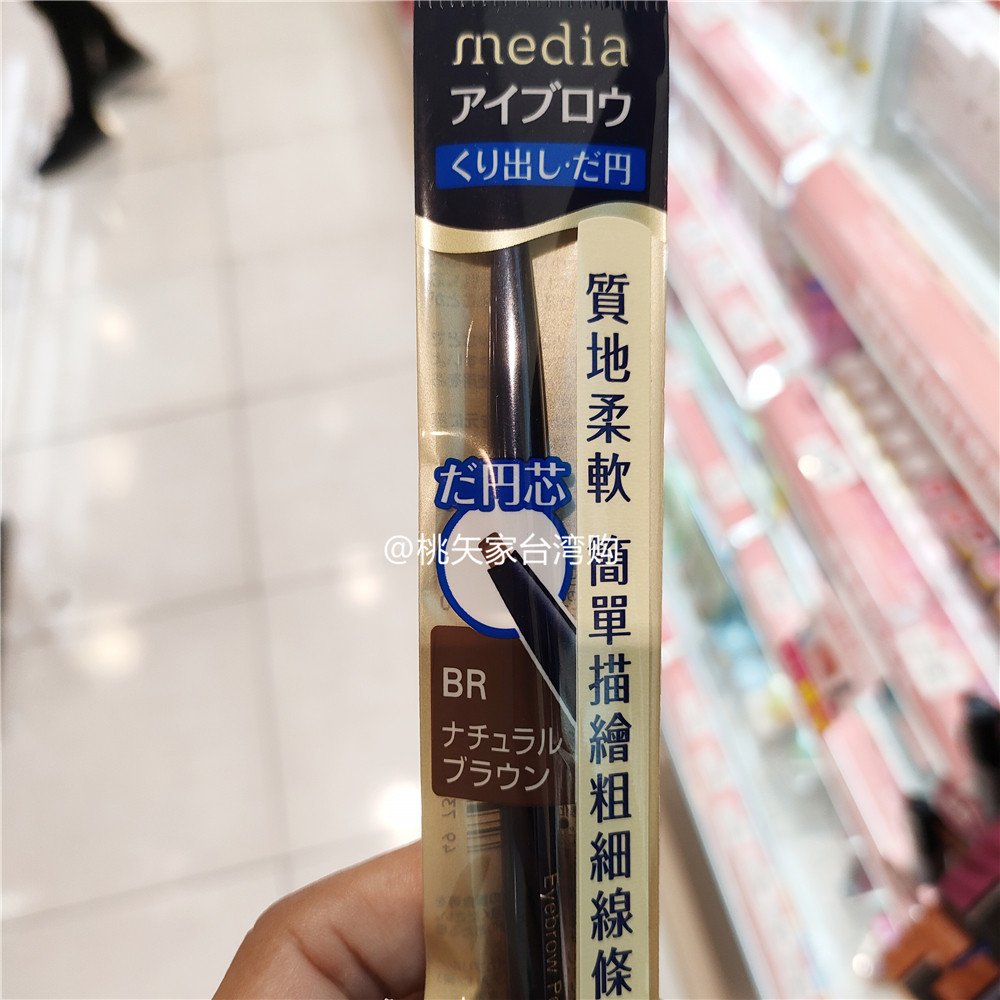 media
アイブロウ
くり出し·だ円
質地柔軟 簡單描繪粗細線條
だ円芯
@桃矢家台湾购
BR
ナチュラル
ブラウン
Eyebrow